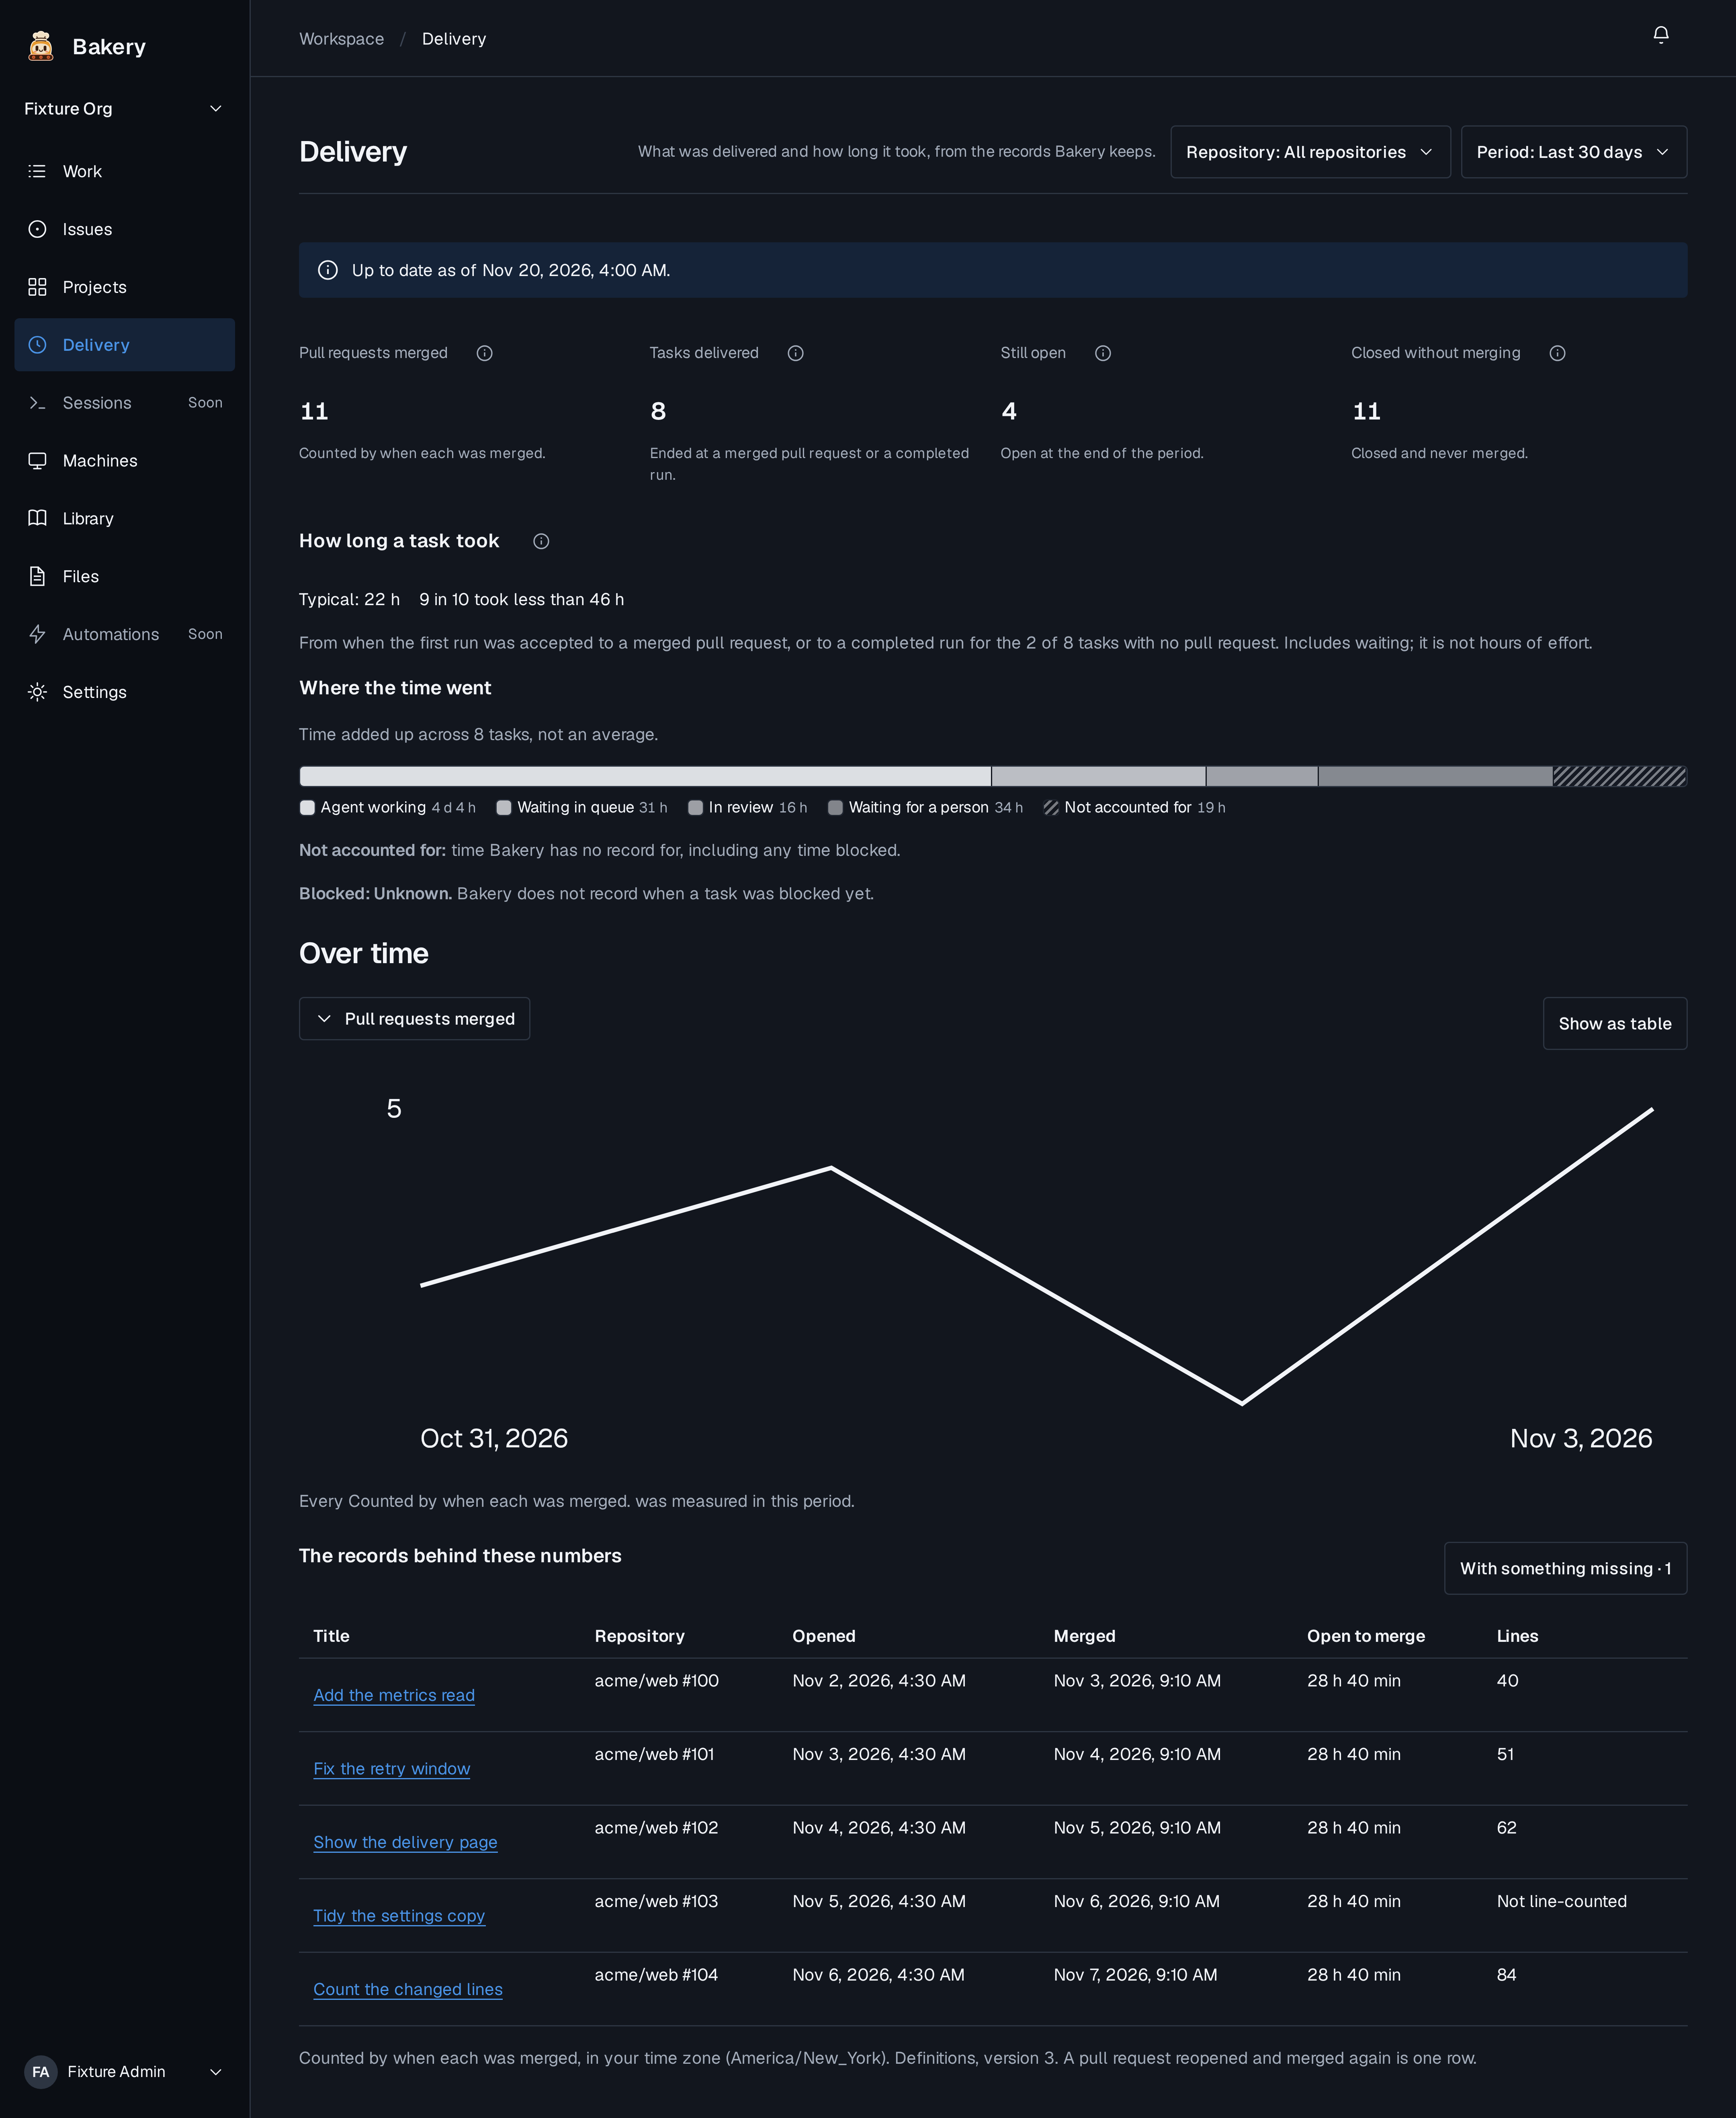 Bakery
Fixture Org
Work
Issues
Projects
Delivery
Sessions Soon
Machines
Library
Files
Automations Soon
Settings
FA Fixture Admin
Workspace / Delivery
Delivery
What was delivered and how long it took, from the records Bakery keeps.
Repository: All repositories
Period: Last 30 days
Up to date as of Nov 20, 2026, 4:00 AM.
Pull requests merged
11
Counted by when each was merged.
Tasks delivered
8
Ended at a merged pull request or a completed
run.
Still open
4
Open at the end of the period.
Closed without merging
11
Closed and never merged.
How long a task took
Typical: 22 h 9 in 10 took less than 46 h
From when the first run was accepted to a merged pull request, or to a completed run for the 2 of 8 tasks with no pull request. Includes waiting; it is not hours of effort.
Where the time went
Time added up across 8 tasks, not an average.
Agent working 4 d 4 h Waiting in queue 31 h In review 16 h Waiting for a person 34 h Not accounted for 19 h
Not accounted for: time Bakery has no record for, including any time blocked.
Blocked: Unknown. Bakery does not record when a task was blocked yet.
Over time
Pull requests merged
Show as table
5
Oct 31, 2026 Nov 3, 2026
Every Counted by when each was merged. was measured in this period.
The records behind these numbers
With something missing · 1
Title Repository Opened Merged Open to merge Lines
Add the metrics read acme/web #100 Nov 2, 2026, 4:30 AM Nov 3, 2026, 9:10 AM 28 h 40 min 40
Fix the retry window acme/web #101 Nov 3, 2026, 4:30 AM Nov 4, 2026, 9:10 AM 28 h 40 min 51
Show the delivery page acme/web #102 Nov 4, 2026, 4:30 AM Nov 5, 2026, 9:10 AM 28 h 40 min 62
Tidy the settings copy acme/web #103 Nov 5, 2026, 4:30 AM Nov 6, 2026, 9:10 AM 28 h 40 min Not line-counted
Count the changed lines acme/web #104 Nov 6, 2026, 4:30 AM Nov 7, 2026, 9:10 AM 28 h 40 min 84
Counted by when each was merged, in your time zone (America/New_York). Definitions, version 3. A pull request reopened and merged again is one row.